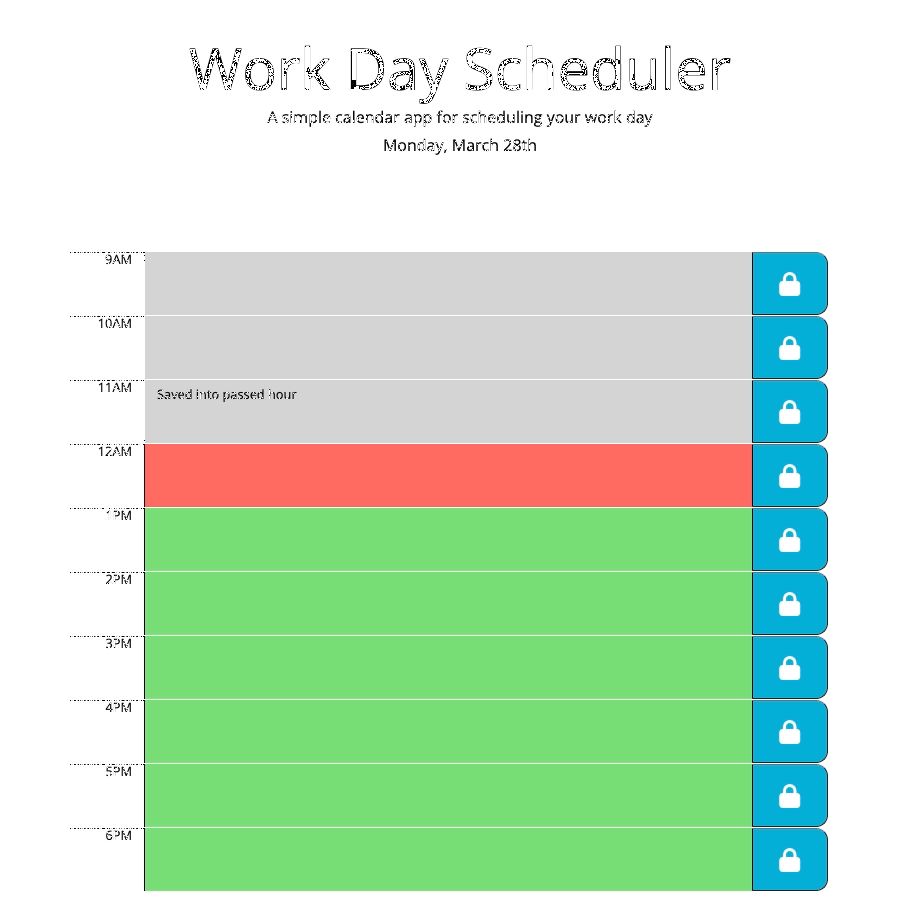 Work Day Scheduler
A simple calendar app for scheduling your work day
Monday, March 28th
9AM
10AM
11AM
Saved into passed hour
12AM
1PM
2PM
3PM
4PM
5PM
6PM